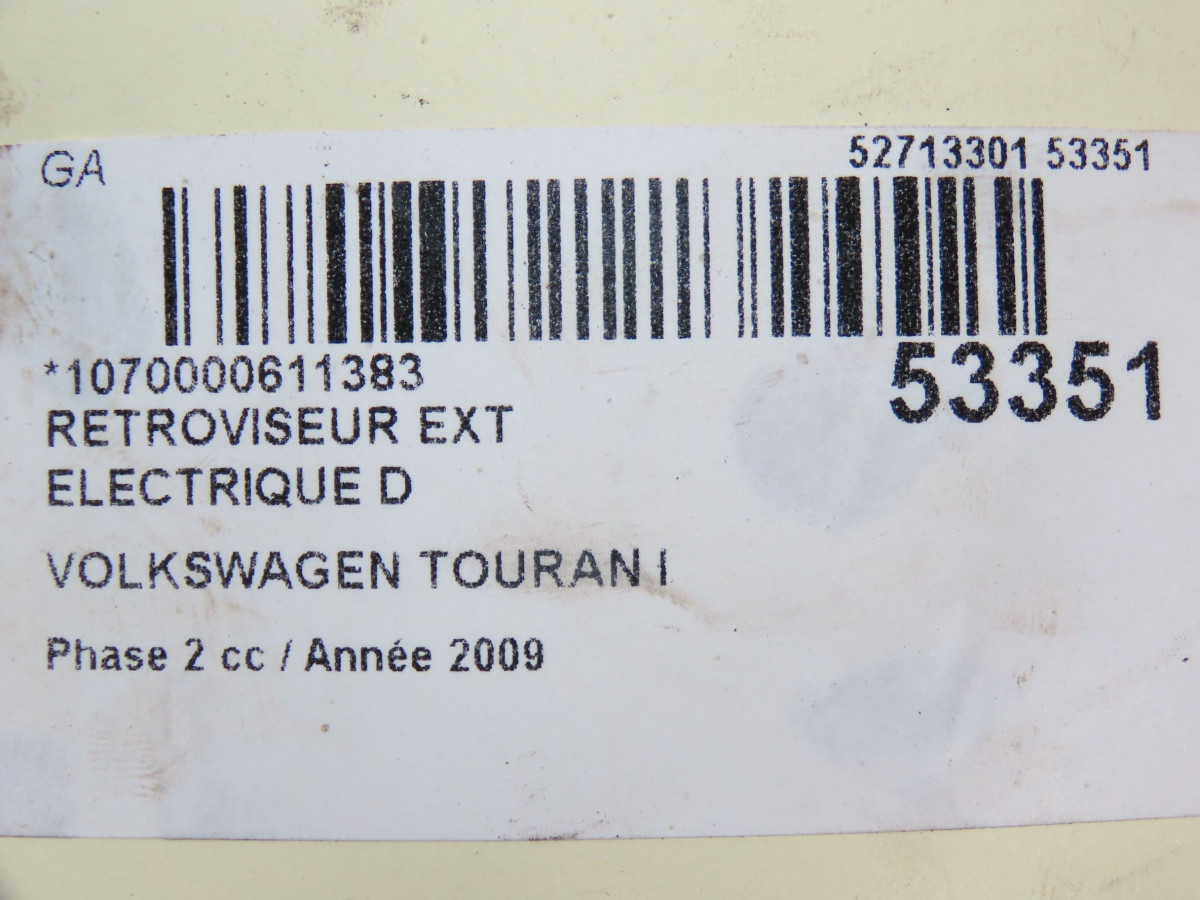 GA
52713301 53351
*1070000611383
53351
RETROVISEUR EXT
ELECTRIQUE D
VOLKSWAGEN TOURAN I
Phase 2 cc / Année 2009